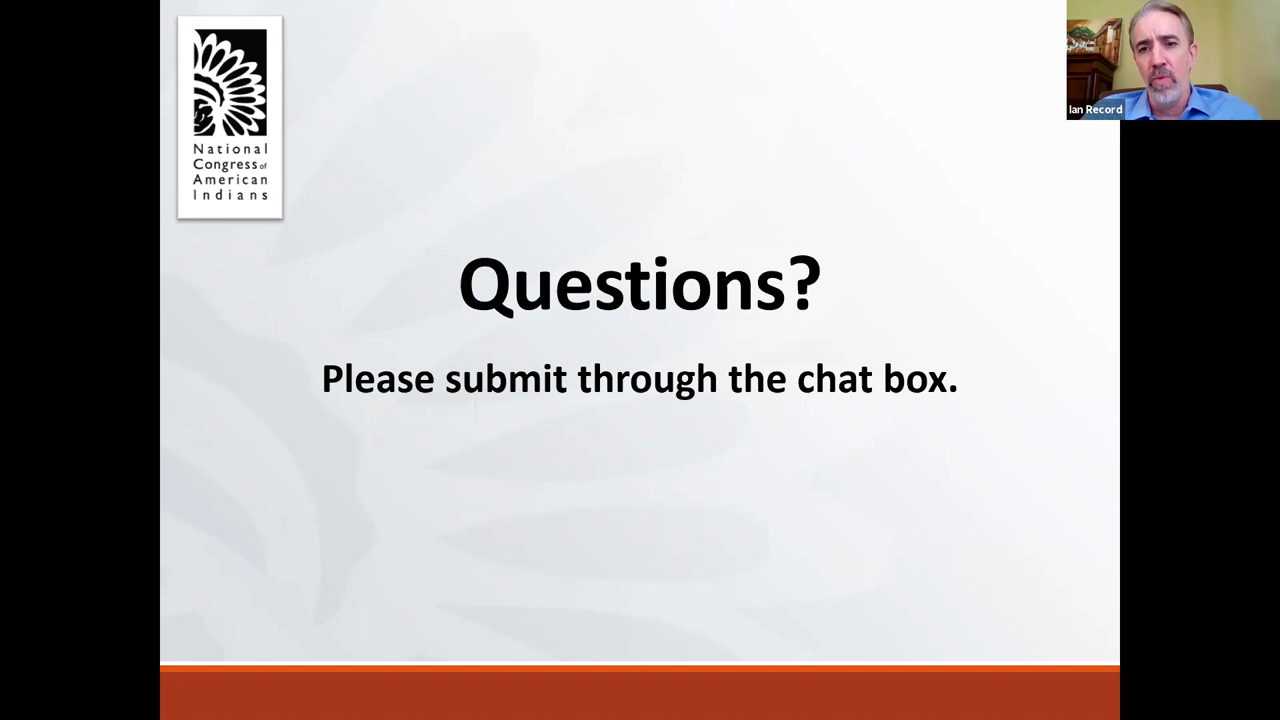 National
Congress of
American
Indians
Ian Record
Questions?
Please submit through the chat box.